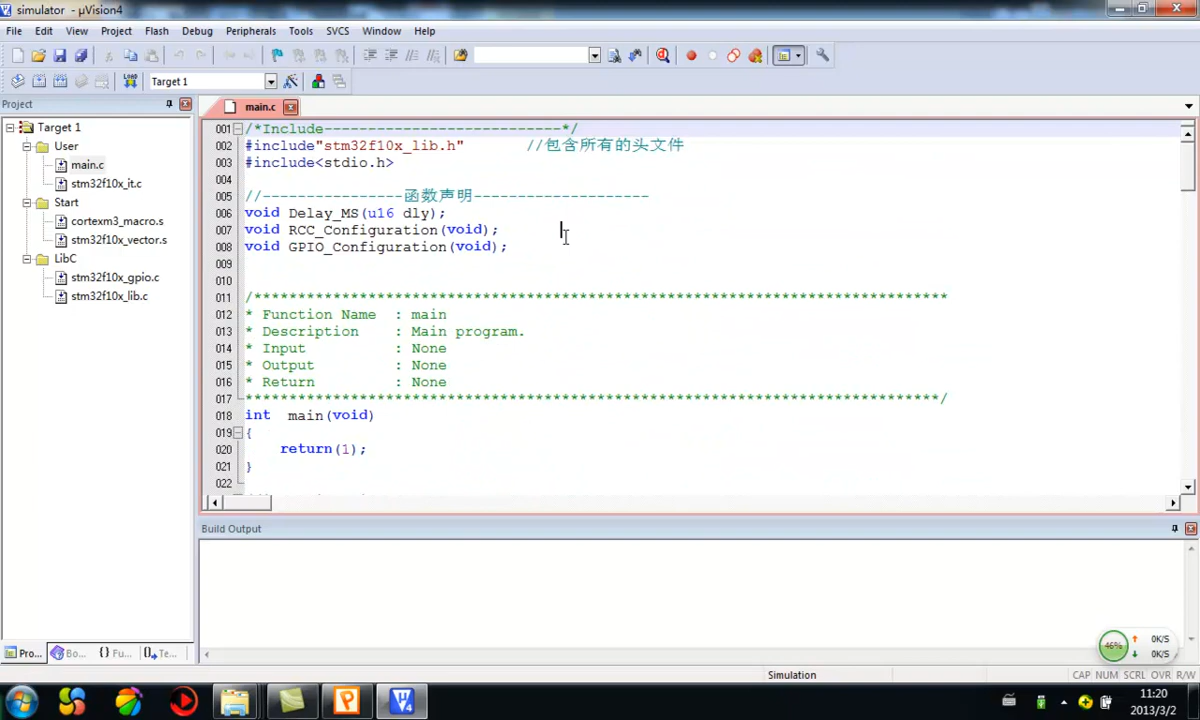 simulator - µVision4
File Edit View Project Flash Debug Peripherals Tools SVCS Window Help
LOAD Target 1
Project
main.c
Target 1
User
main.c
stm32f10x_it.c
Start
cortexm3_macro.s
stm32f10x_vector.s
LibC
stm32f10x_gpio.c
stm32f10x_lib.c
001 /*Include---------------------------*/
002 #include"stm32f10x_lib.h" //包含所有的头文件
003 #include<stdio.h>
004
005 //----------------函数声明--------------------
006 void Delay_MS(u16 dly);
007 void RCC_Configuration(void);
008 void GPIO_Configuration(void);
009
010
011 /*******************************************************************************
012 * Function Name : main
013 * Description : Main program.
014 * Input : None
015 * Output : None
016 * Return : None
017 *******************************************************************************/
018 int main(void)
019 {
020 return(1);
021 }
022
Build Output
Pro... Bo... {} Fu... Te...
46% 0K/S
0K/S
Simulation CAP NUM SCRL OVR R/W
11:20
2013/3/2